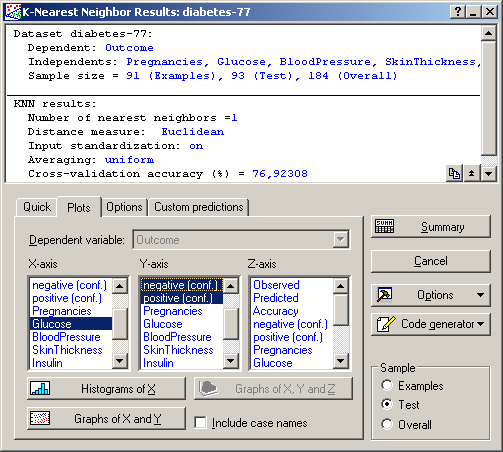 K-Nearest Neighbor Results: diabetes-77
Dataset diabetes-77:
Dependent: Outcome
Independents: Pregnancies, Glucose, BloodPressure, SkinThickness,
Sample size = 91 (Examples), 93 (Test), 184 (Overall)
KNN results:
Number of nearest neighbors =1
Distance measure: Euclidean
Input standardization: on
Averaging: uniform
Cross-validation accuracy (%) = 76,92308
Quick Plots Options Custom predictions
Dependent variable: Outcome
X-axis Y-axis Z-axis
negative (conf.) negative (conf.) Observed
positive (conf.) positive (conf.) Predicted
Pregnancies Pregnancies Accuracy
Glucose Glucose negative (conf.)
BloodPressure BloodPressure positive (conf.)
SkinThickness SkinThickness Pregnancies
Insulin Insulin Glucose
Histograms of X Graphs of X, Y and Z
Graphs of X and Y Include case names
SUMM Summary
Cancel
Options
Code generator
Sample
Examples
Test
Overall